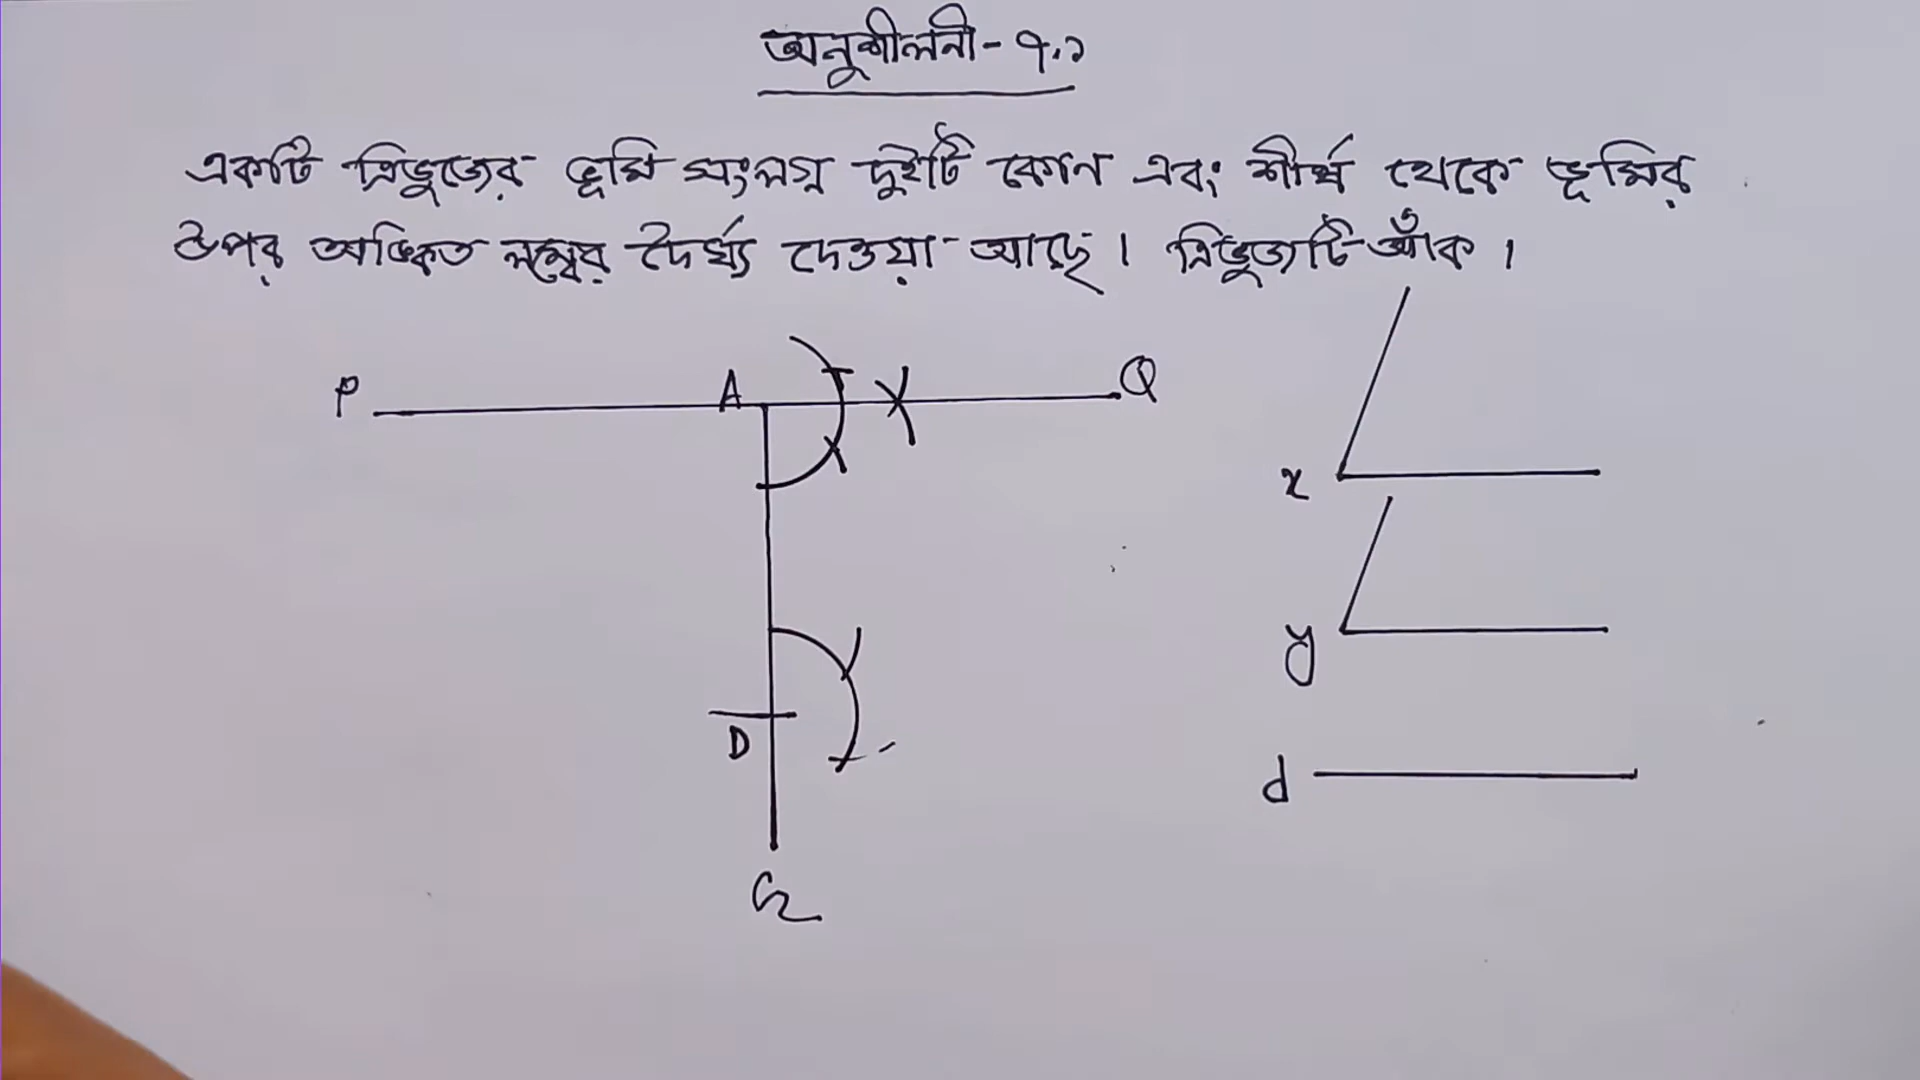 অনুশীলনী - ৭.১
একটি ত্রিভুজের ভূমি সংলগ্ন দুইটি কোন এবং শীর্ষ থেকে ভূমির
উপর অঙ্কিত লম্বের দৈর্ঘ্য দেওয়া আছে। ত্রিভুজটি আঁক।
P A Q
x
y
D
d